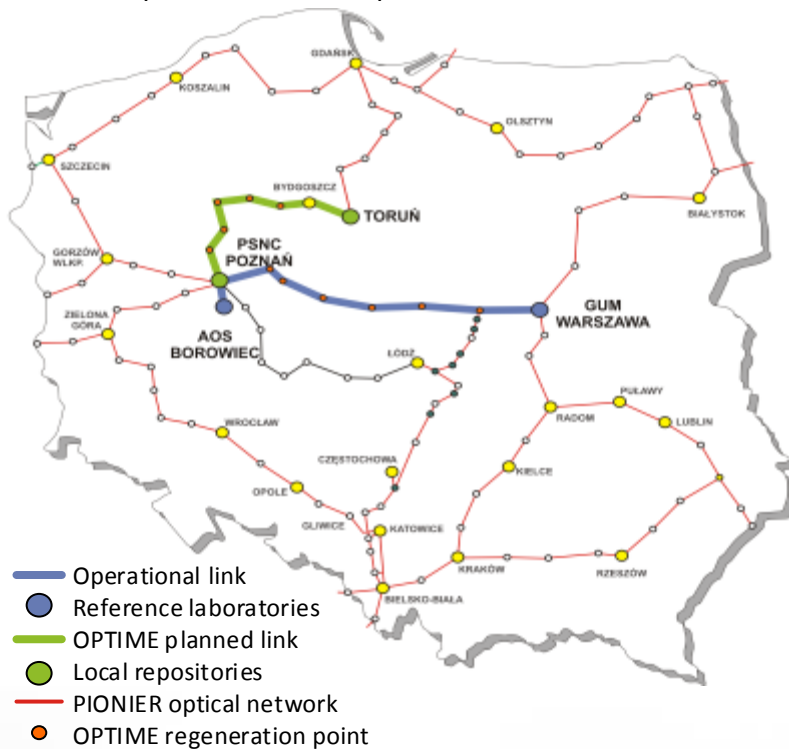 GDAŃSK
KOSZALIN
OLSZTYN
SZCZECIN
BYDGOSZCZ
BIAŁYSTOK
TORUŃ
PSNC
POZNAŃ
GORZÓW
WLKP.
GUM
WARSZAWA
ZIELONA
GÓRA
AOS
BOROWIEC
ŁÓDŹ
PUŁAWY
RADOM
LUBLIN
WROCŁAW
CZĘSTOCHOWA
KIELCE
OPOLE
GLIWICE
KATOWICE
KRAKÓW
RZESZÓW
BIELSKO-BIAŁA
Operational link
Reference laboratories
OPTIME planned link
Local repositories
PIONIER optical network
OPTIME regeneration point